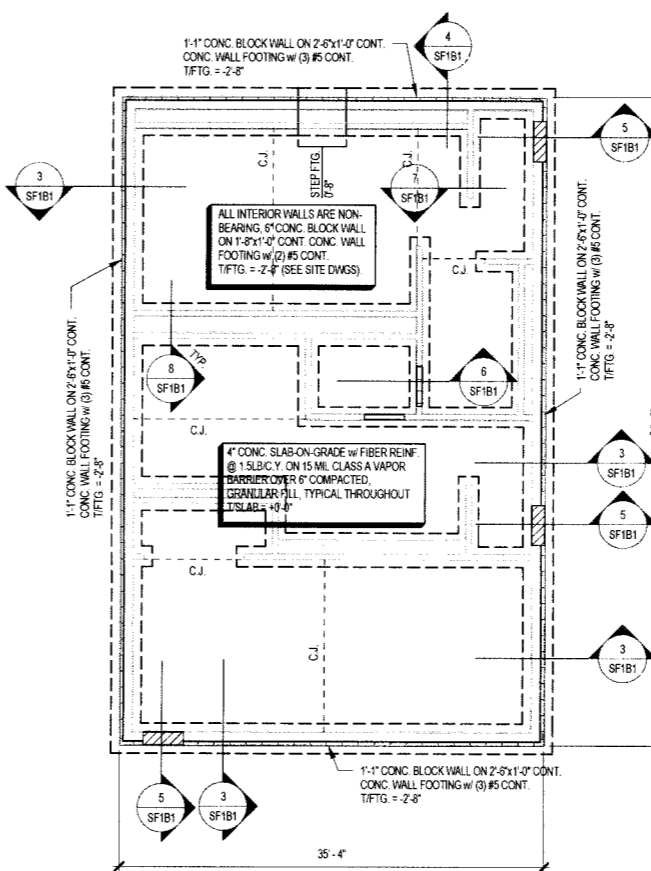 1'-1" CONC. BLOCK WALL ON 2'-6"x1'-0" CONT.
CONC. WALL FOOTING w/ (3) #5 CONT.
T/FTG. = -2'-8"
4
SF1B1
5
SF1B1
3
SF1B1
C.J.
STEP FTG.
0'-8"
C.J.
7
SF1B1
ALL INTERIOR WALLS ARE NON-
BEARING, 6" CONC. BLOCK WALL
ON 1'-8"x1'-0" CONT. CONC. WALL
FOOTING w/ (2) #5 CONT.
T/FTG. = -2'-8" (SEE SITE DWGS).
C.J.
1'-1" CONC. BLOCK WALL ON 2'-6"x1'-0" CONT.
CONC. WALL FOOTING w/ (3) #5 CONT.
T/FTG. = -2'-8"
1'-1" CONC. BLOCK WALL ON 2'-6"x1'-0" CONT.
CONC. WALL FOOTING w/ (3) #5 CONT.
T/FTG. = -2'-8"
TYP.
8
SF1B1
6
SF1B1
C.J.
4" CONC. SLAB-ON-GRADE w/ FIBER REINF.
@ 1.5LB/C.Y. ON 15 MIL CLASS A VAPOR
BARRIER OVER 6" COMPACTED,
GRANULAR FILL, TYPICAL THROUGHOUT
T/SLAB = +0'-0"
3
SF1B1
5
SF1B1
C.J.
C.J.
3
SF1B1
1'-1" CONC. BLOCK WALL ON 2'-6"x1'-0" CONT.
CONC. WALL FOOTING w/ (3) #5 CONT.
T/FTG. = -2'-8"
5
SF1B1
3
SF1B1
35' - 4"